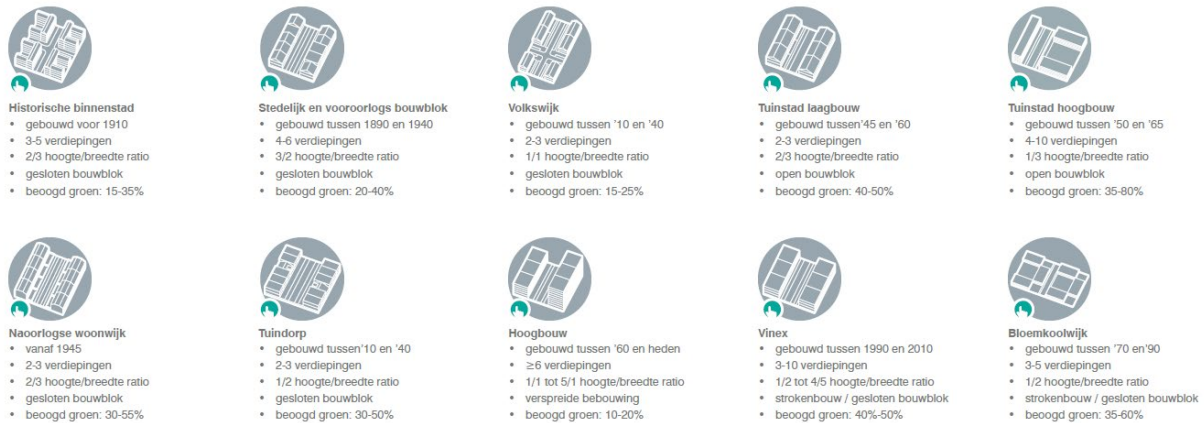 Historische binnenstad
• gebouwd voor 1910
• 3-5 verdiepingen
• 2/3 hoogte/breedte ratio
• gesloten bouwblok
• beoogd groen: 15-35%
Stedelijk en vooroorlogs bouwblok
• gebouwd tussen 1890 en 1940
• 4-6 verdiepingen
• 3/2 hoogte/breedte ratio
• gesloten bouwblok
• beoogd groen: 20-40%
Volkswijk
• gebouwd tussen '10 en '40
• 2-3 verdiepingen
• 1/1 hoogte/breedte ratio
• gesloten bouwblok
• beoogd groen: 15-25%
Tuinstad laagbouw
• gebouwd tussen'45 en '60
• 2-3 verdiepingen
• 2/3 hoogte/breedte ratio
• open bouwblok
• beoogd groen: 40-50%
Tuinstad hoogbouw
• gebouwd tussen '50 en '65
• 4-10 verdiepingen
• 1/3 hoogte/breedte ratio
• open bouwblok
• beoogd groen: 35-80%
Naoorlogse woonwijk
• vanaf 1945
• 2-3 verdiepingen
• 2/3 hoogte/breedte ratio
• gesloten bouwblok
• beoogd groen: 30-55%
Tuindorp
• gebouwd tussen'10 en '40
• 2-3 verdiepingen
• 1/2 hoogte/breedte ratio
• gesloten bouwblok
• beoogd groen: 30-50%
Hoogbouw
• gebouwd tussen '60 en heden
• ≥6 verdiepingen
• 1/1 tot 5/1 hoogte/breedte ratio
• verspreide bebouwing
• beoogd groen: 10-20%
Vinex
• gebouwd tussen 1990 en 2010
• 3-10 verdiepingen
• 1/2 tot 4/5 hoogte/breedte ratio
• strokenbouw / gesloten bouwblok
• beoogd groen: 40%-50%
Bloemkoolwijk
• gebouwd tussen '70 en'90
• 3-5 verdiepingen
• 1/2 hoogte/breedte ratio
• strokenbouw / gesloten bouwblok
• beoogd groen: 35-60%